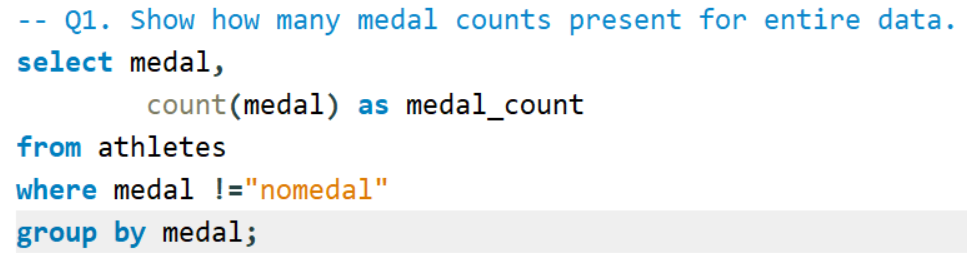 -- Q1. Show how many medal counts present for entire data.
select medal,
        count(medal) as medal_count
from athletes
where medal !="nomedal"
group by medal;